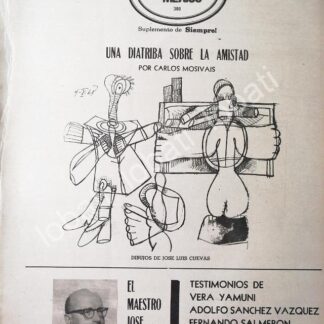 MEXICO
Suplemento de Siempre!
UNA DIATRIBA SOBRE LA AMISTAD
POR CARLOS MOSIVAIS
DIBUJOS DE JOSE LUIS CUEVAS
EL
MAESTRO
JOSE
TESTIMONIOS DE
VERA YAMUNI
ADOLFO SANCHEZ VAZQUEZ
FERNANDO SALMERON